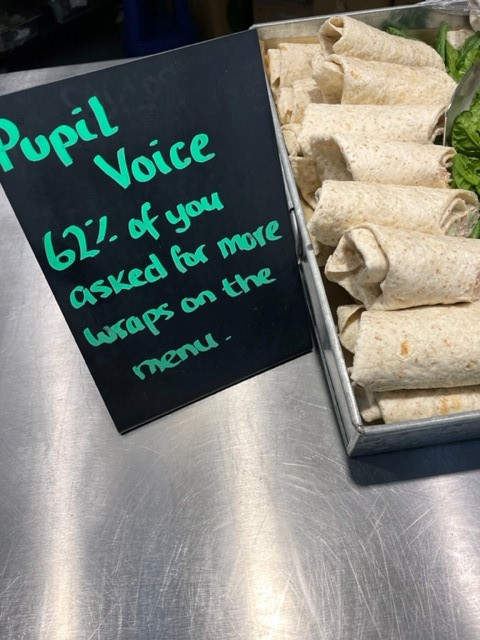 Pupil
Voice
62% of you
asked for more
wraps on the
menu.